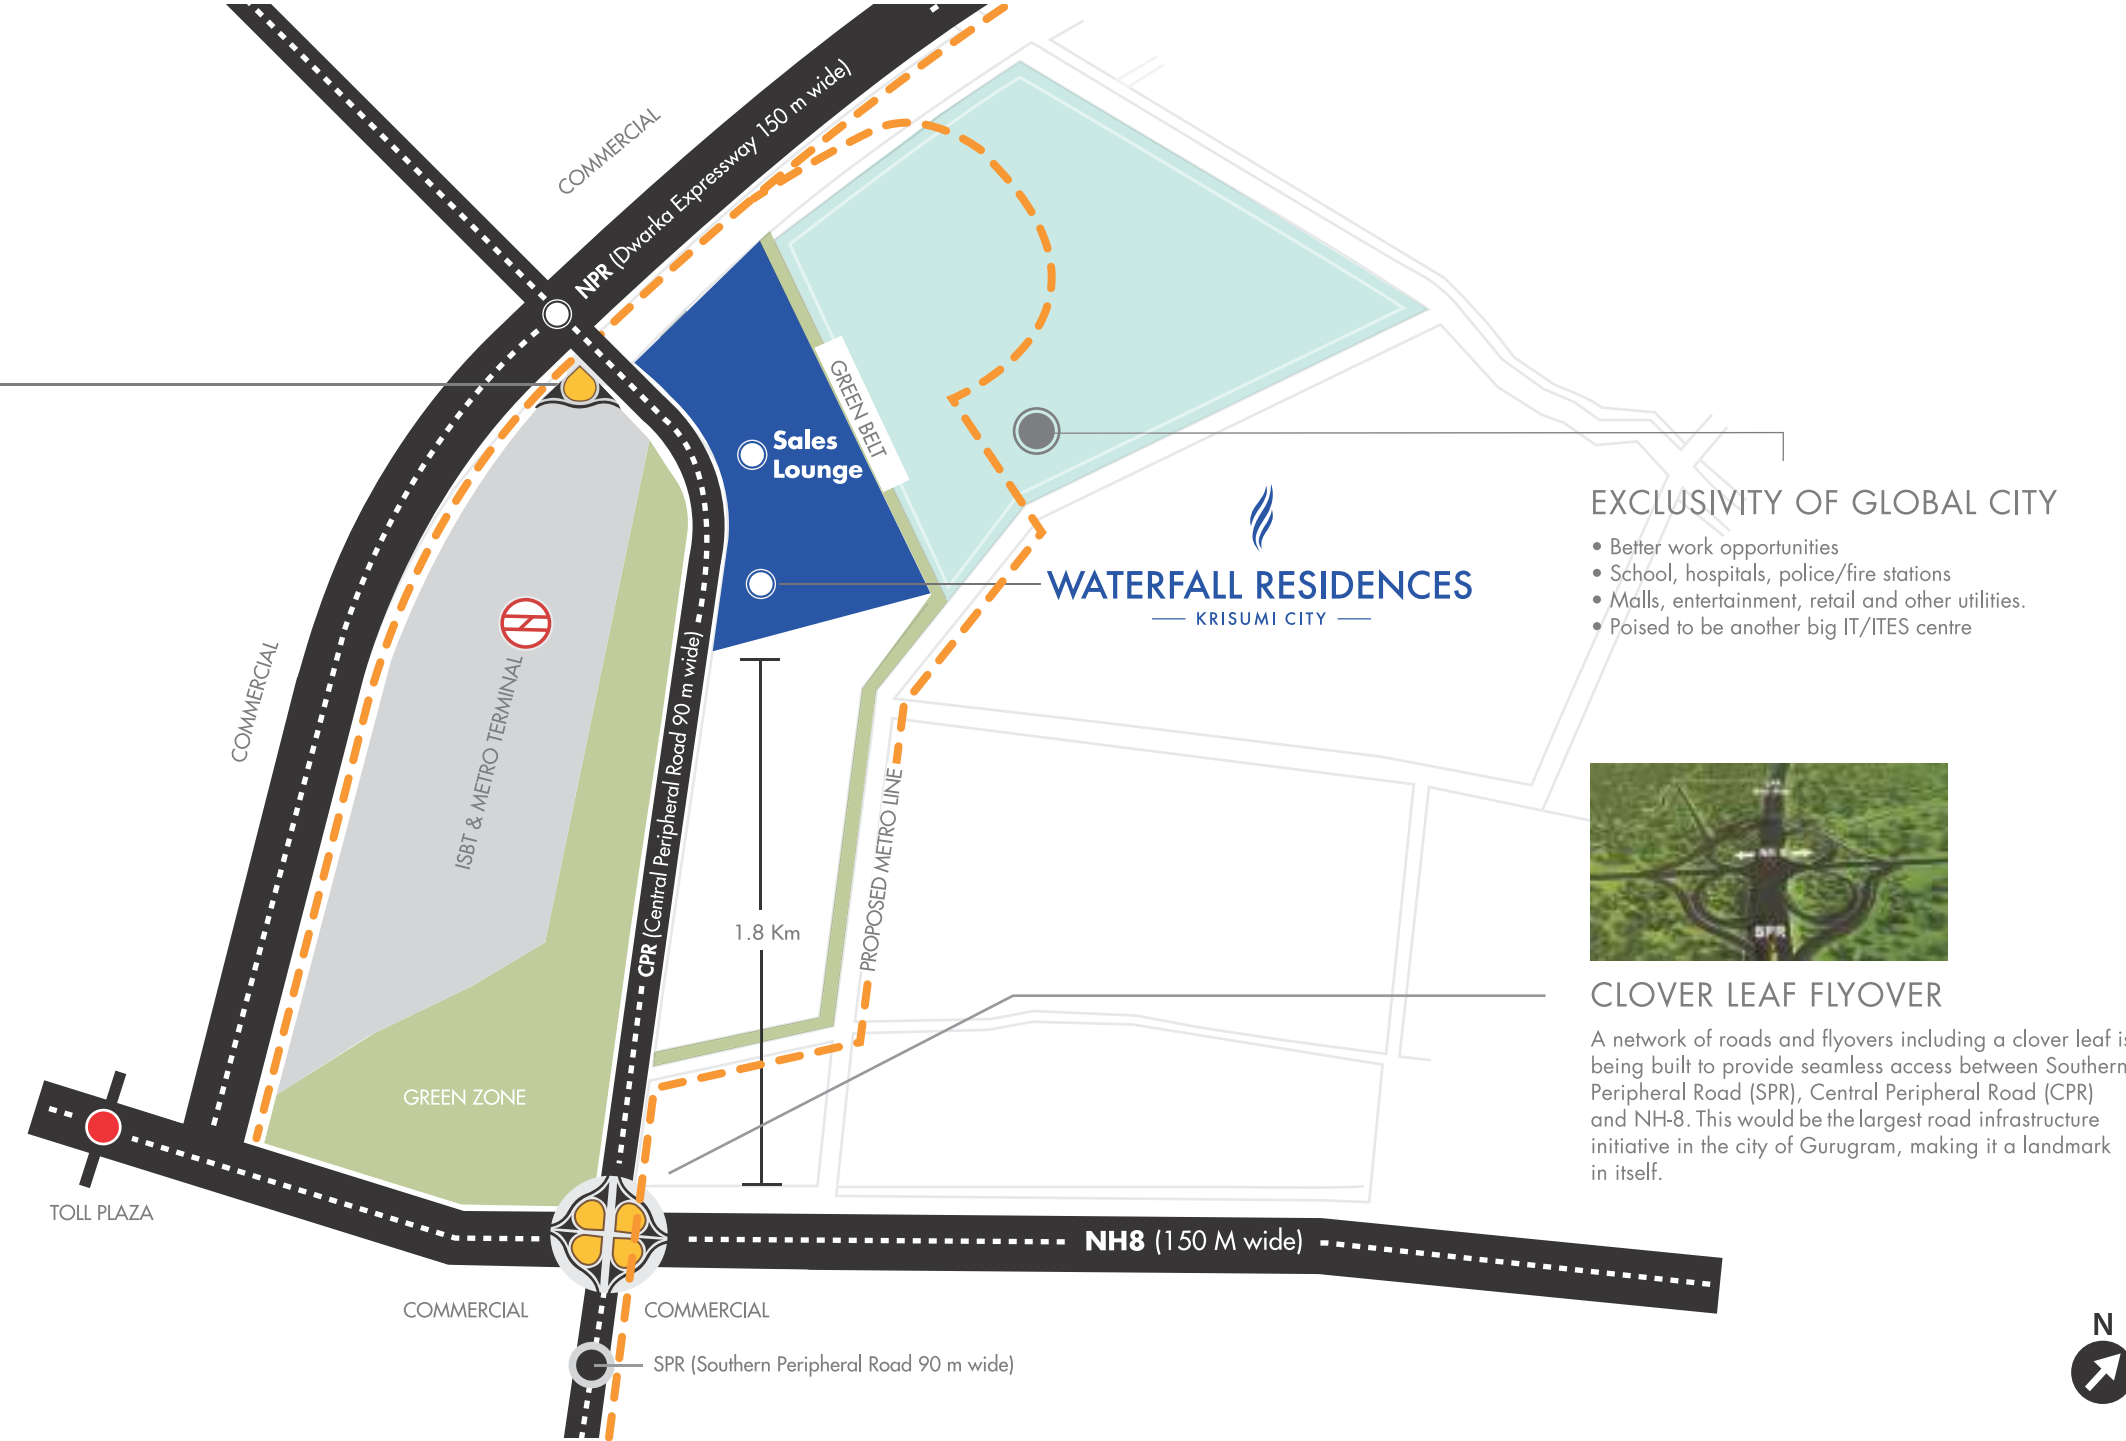 COMMERCIAL
NPR (Dwarka Expressway 150 m wide)
GREEN BELT
Sales
Lounge
WATERFALL RESIDENCES
KRISUMI CITY
EXCLUSIVITY OF GLOBAL CITY
• Better work opportunities
• School, hospitals, police/fire stations
• Malls, entertainment, retail and other utilities.
• Poised to be another big IT/ITES centre
COMMERCIAL
ISBT & METRO TERMINAL
CPR (Central Peripheral Road 90 m wide)
1.8 Km
PROPOSED METRO LINE
SPR
CLOVER LEAF FLYOVER
A network of roads and flyovers including a clover leaf is
being built to provide seamless access between Southern
Peripheral Road (SPR), Central Peripheral Road (CPR)
and NH-8. This would be the largest road infrastructure
initiative in the city of Gurugram, making it a landmark
in itself.
GREEN ZONE
TOLL PLAZA
NH8 (150 M wide)
COMMERCIAL
COMMERCIAL
SPR (Southern Peripheral Road 90 m wide)
N